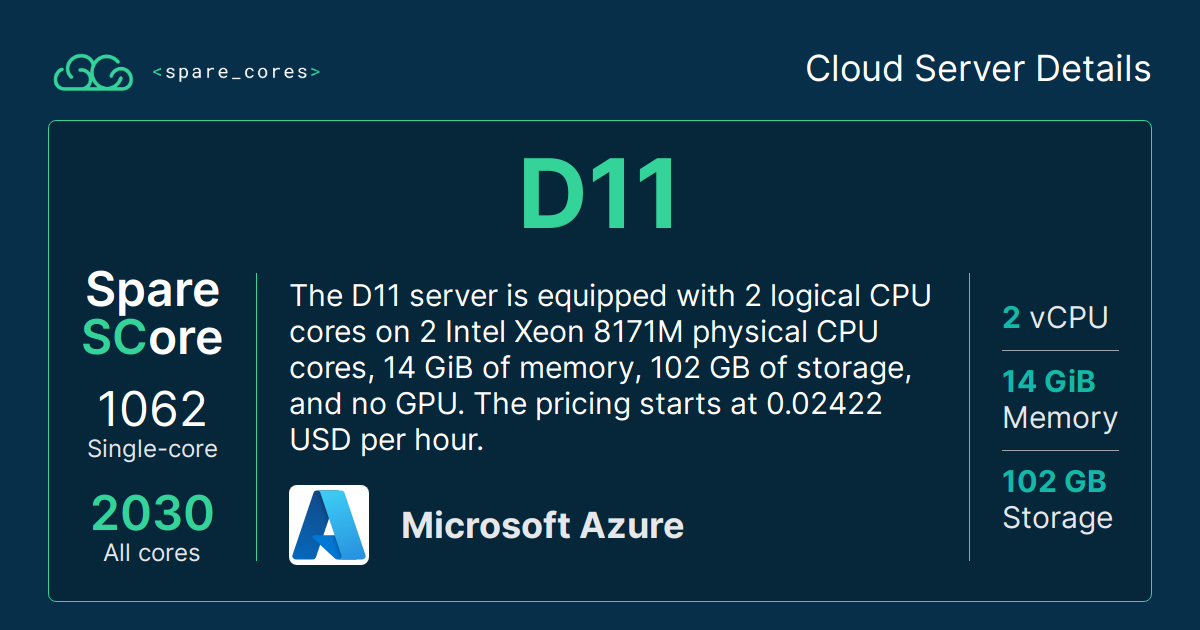 <spare_cores>
Cloud Server Details
D11
Spare
SCore
1062
Single-core
2030
All cores
The D11 server is equipped with 2 logical CPU
cores on 2 Intel Xeon 8171M physical CPU
cores, 14 GiB of memory, 102 GB of storage,
and no GPU. The pricing starts at 0.02422
USD per hour.
Microsoft Azure
2 vCPU
14 GiB
Memory
102 GB
Storage